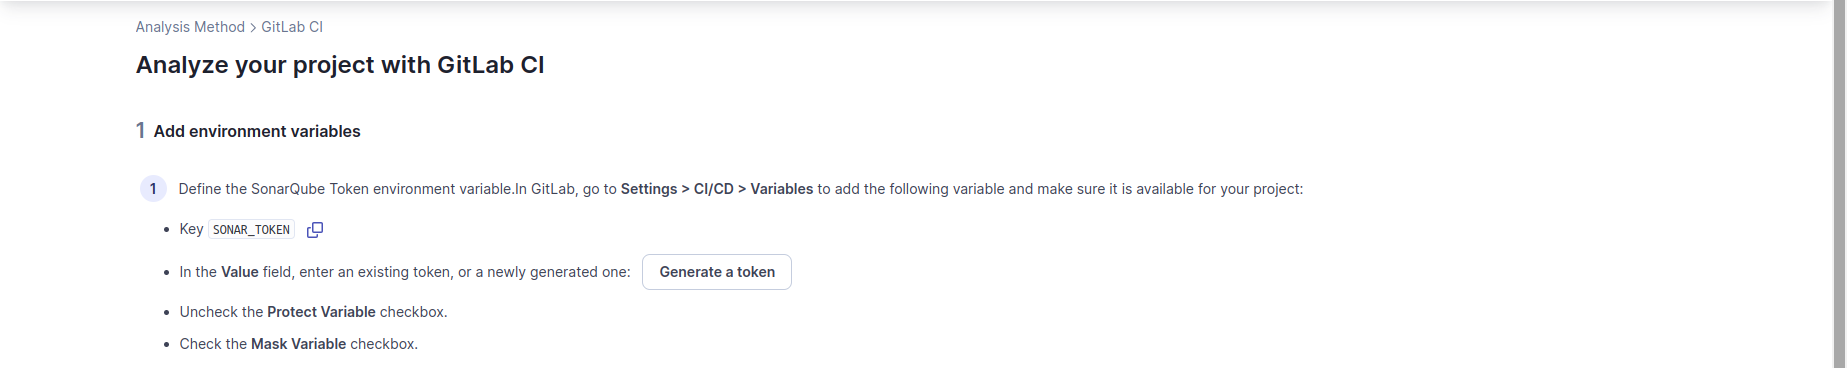 Analysis Method > GitLab CI
Analyze your project with GitLab CI
1 Add environment variables
1 Define the SonarQube Token environment variable.In GitLab, go to Settings > CI/CD > Variables to add the following variable and make sure it is available for your project:
• Key SONAR_TOKEN
• In the Value field, enter an existing token, or a newly generated one: Generate a token
• Uncheck the Protect Variable checkbox.
• Check the Mask Variable checkbox.